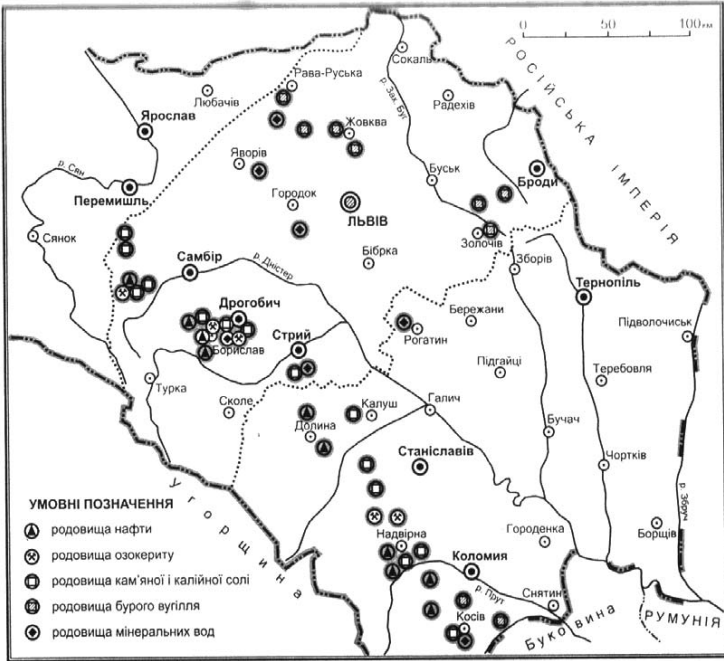 0 50 100 км
РОСІЙСЬКА ІМПЕРІЯ
Сокаль
р. Зах. Буг
Рава-Руська
Любачів
Радехів
Ярослав
Жовква
Яворів
р. Сян
Буськ
Броди
Перемишль
Городок
ЛЬВІВ
Сянок
Золочів
Зборів
Самбір
р. Дністер
Бібрка
Тернопіль
Дрогобич
Бережани
Підволочиськ
Стрий
Рогатин
Борислав
Підгайці
Теребовля
Турка
Сколе
Калуш
Галич
Долина
Бучач
Станіславів
Чортків
р. Збруч
Угорщина
Надвірна
Городенка
Борщів
Коломия
р. Прут
Снятин
Косів
Буковина
РУМУНІЯ
УМОВНІ ПОЗНАЧЕННЯ
родовища нафти
родовища озокериту
родовища кам'яної і калійної солі
родовища бурого вугілля
родовища мінеральних вод